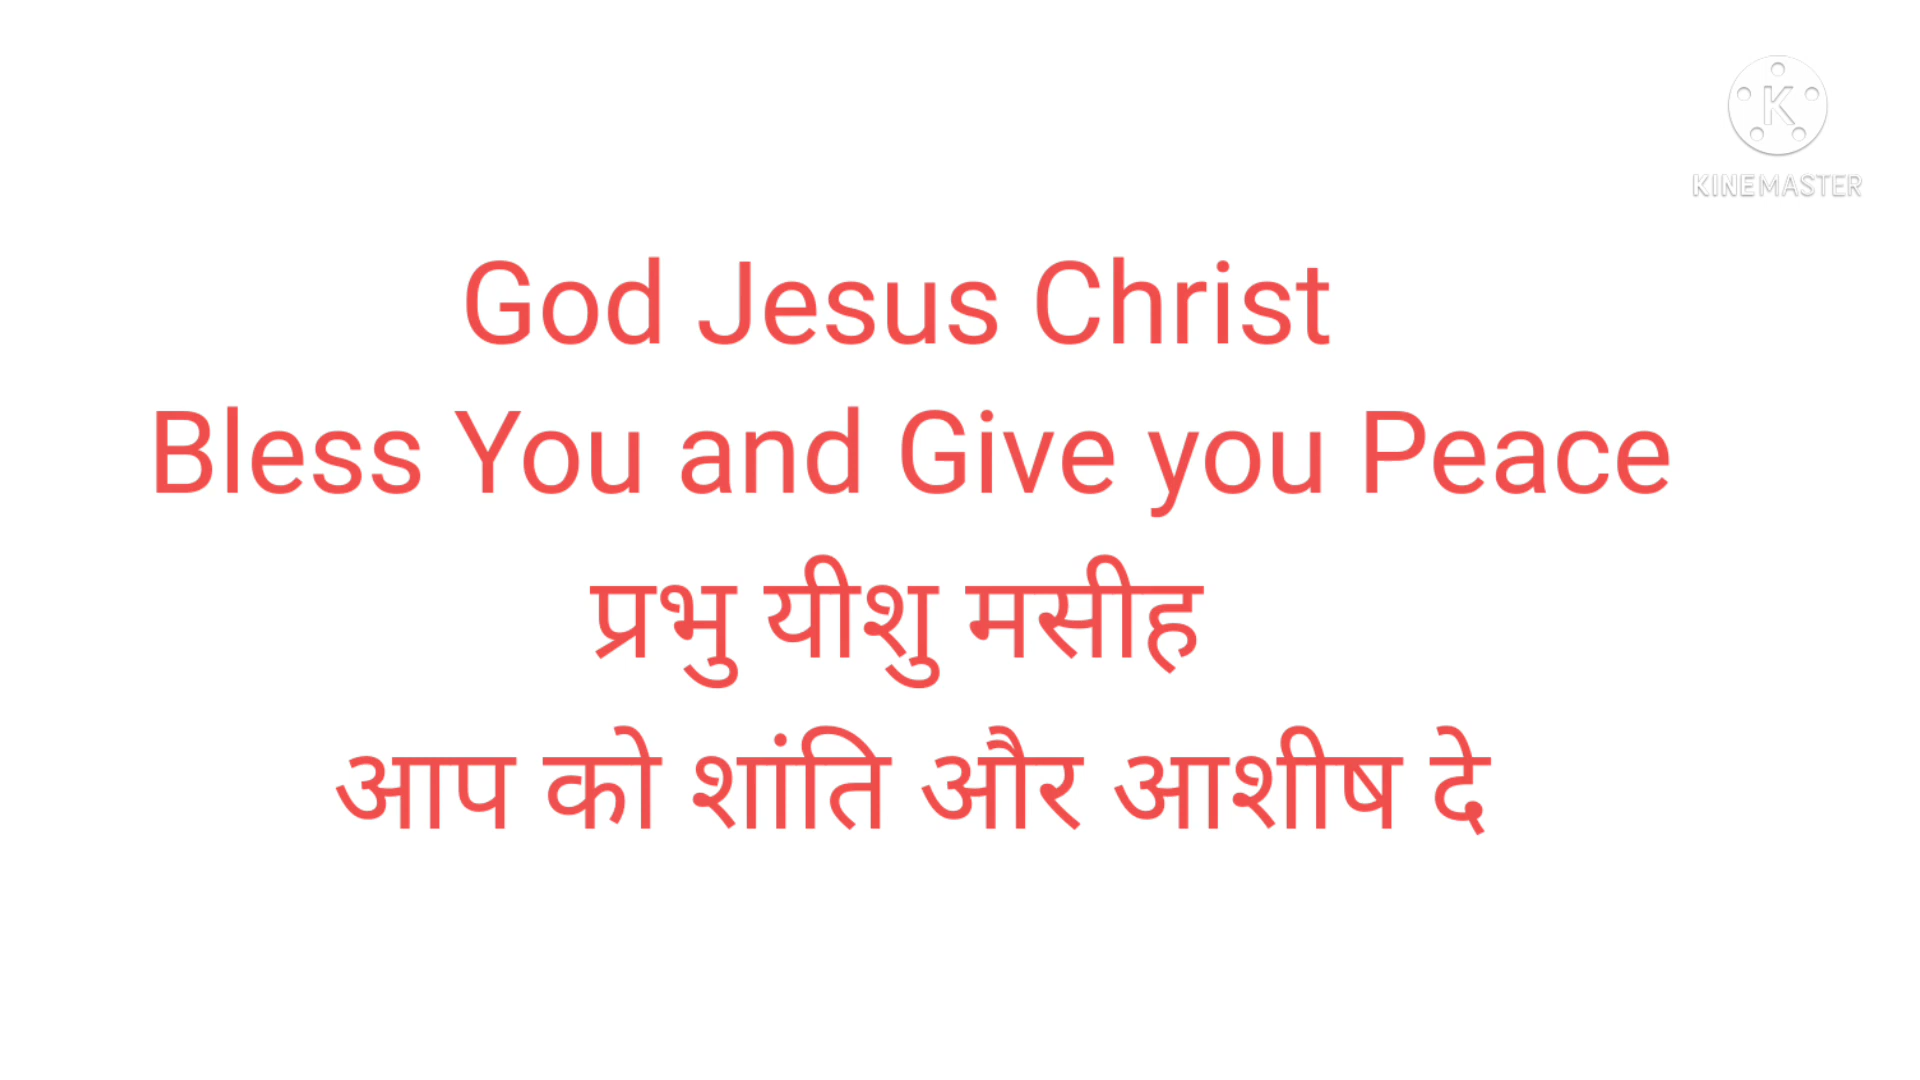 K
KINEMASTER
God Jesus Christ
Bless You and Give you Peace
प्रभु यीशु मसीह
आप को शांति और आशीष दे